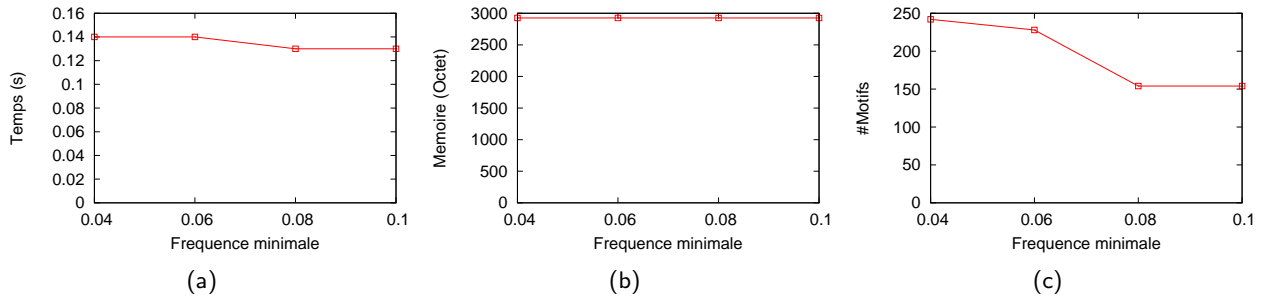 0.16
0.14
0.12
0.1
0.08
0.06
0.04
0.02
0
Temps (s)
0.04 0.06 0.08 0.1
Frequence minimale
(a)
3000
2500
2000
1500
1000
500
0
Memoire (Octet)
0.04 0.06 0.08 0.1
Frequence minimale
(b)
250
200
150
100
50
0
#Motifs
0.04 0.06 0.08 0.1
Frequence minimale
(c)